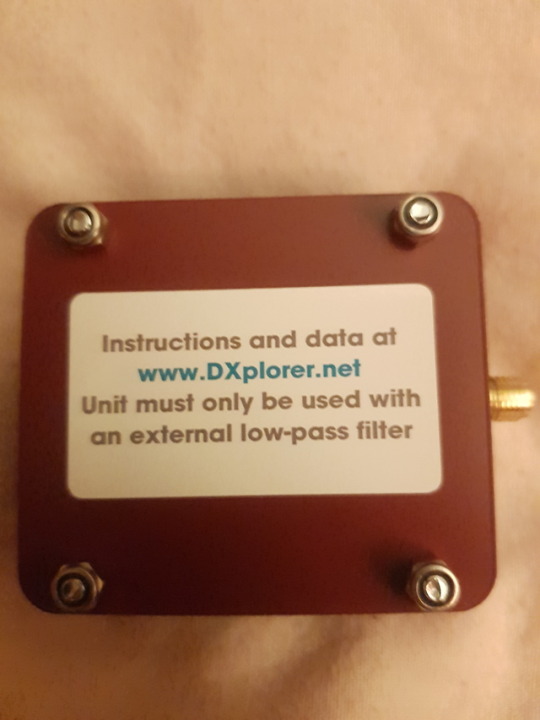 Instructions and data at
www.DXplorer.net
Unit must only be used with
an external low-pass filter